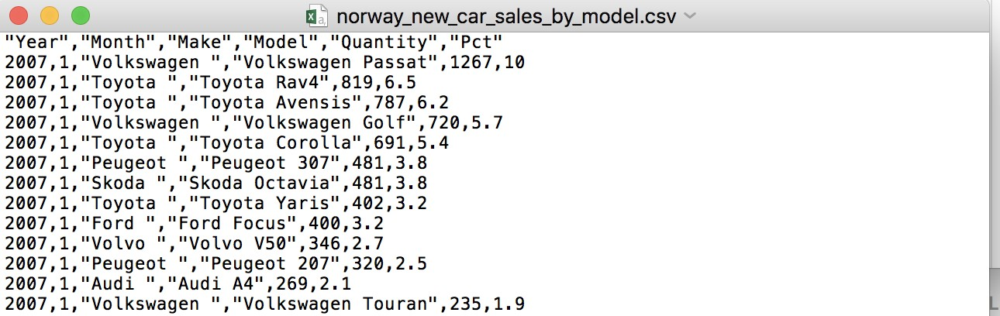 norway_new_car_sales_by_model.csv
"Year","Month","Make","Model","Quantity","Pct"
2007,1,"Volkswagen ","Volkswagen Passat",1267,10
2007,1,"Toyota ","Toyota Rav4",819,6.5
2007,1,"Toyota ","Toyota Avensis",787,6.2
2007,1,"Volkswagen ","Volkswagen Golf",720,5.7
2007,1,"Toyota ","Toyota Corolla",691,5.4
2007,1,"Peugeot ","Peugeot 307",481,3.8
2007,1,"Skoda ","Skoda Octavia",481,3.8
2007,1,"Toyota ","Toyota Yaris",402,3.2
2007,1,"Ford ","Ford Focus",400,3.2
2007,1,"Volvo ","Volvo V50",346,2.7
2007,1,"Peugeot ","Peugeot 207",320,2.5
2007,1,"Audi ","Audi A4",269,2.1
2007,1,"Volkswagen ","Volkswagen Touran",235,1.9